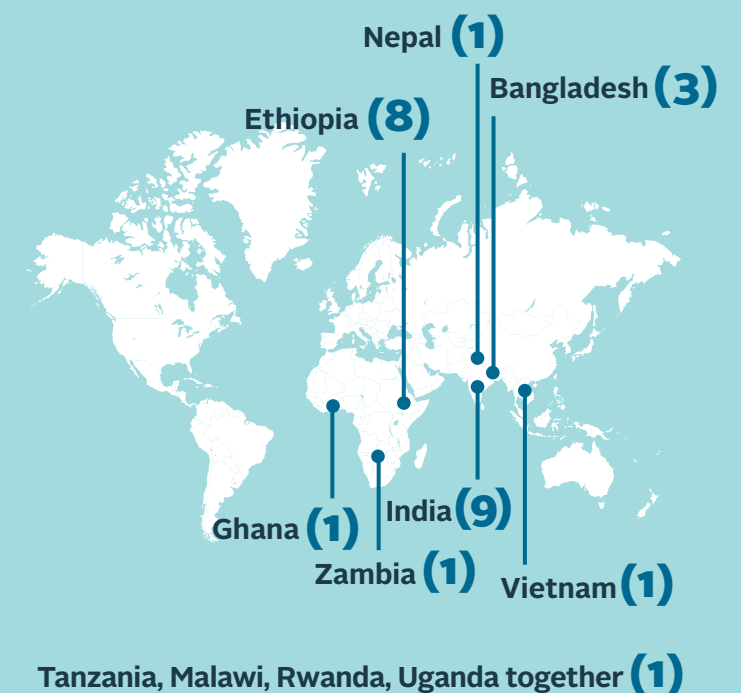 Nepal (1)
Bangladesh (3)
Ethiopia (8)
India (9)
Ghana (1)
Zambia (1)
Vietnam (1)
Tanzania, Malawi, Rwanda, Uganda together (1)